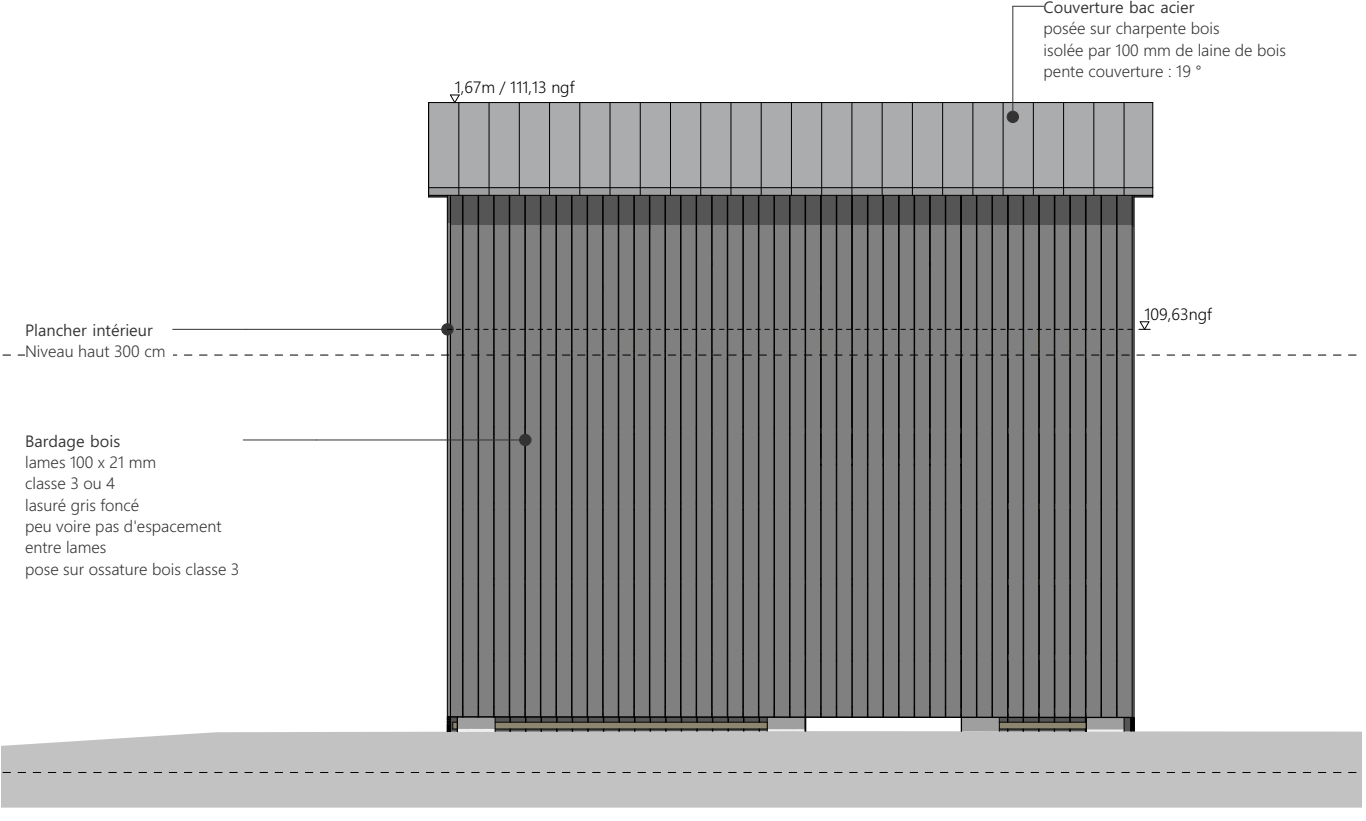 Couverture bac acier
posée sur charpente bois
isolée par 100 mm de laine de bois
pente couverture : 19 °
1,67m / 111,13 ngf
109,63ngf
Plancher intérieur
Niveau haut 300 cm
Bardage bois
lames 100 x 21 mm
classe 3 ou 4
lasuré gris foncé
peu voire pas d'espacement
entre lames
pose sur ossature bois classe 3